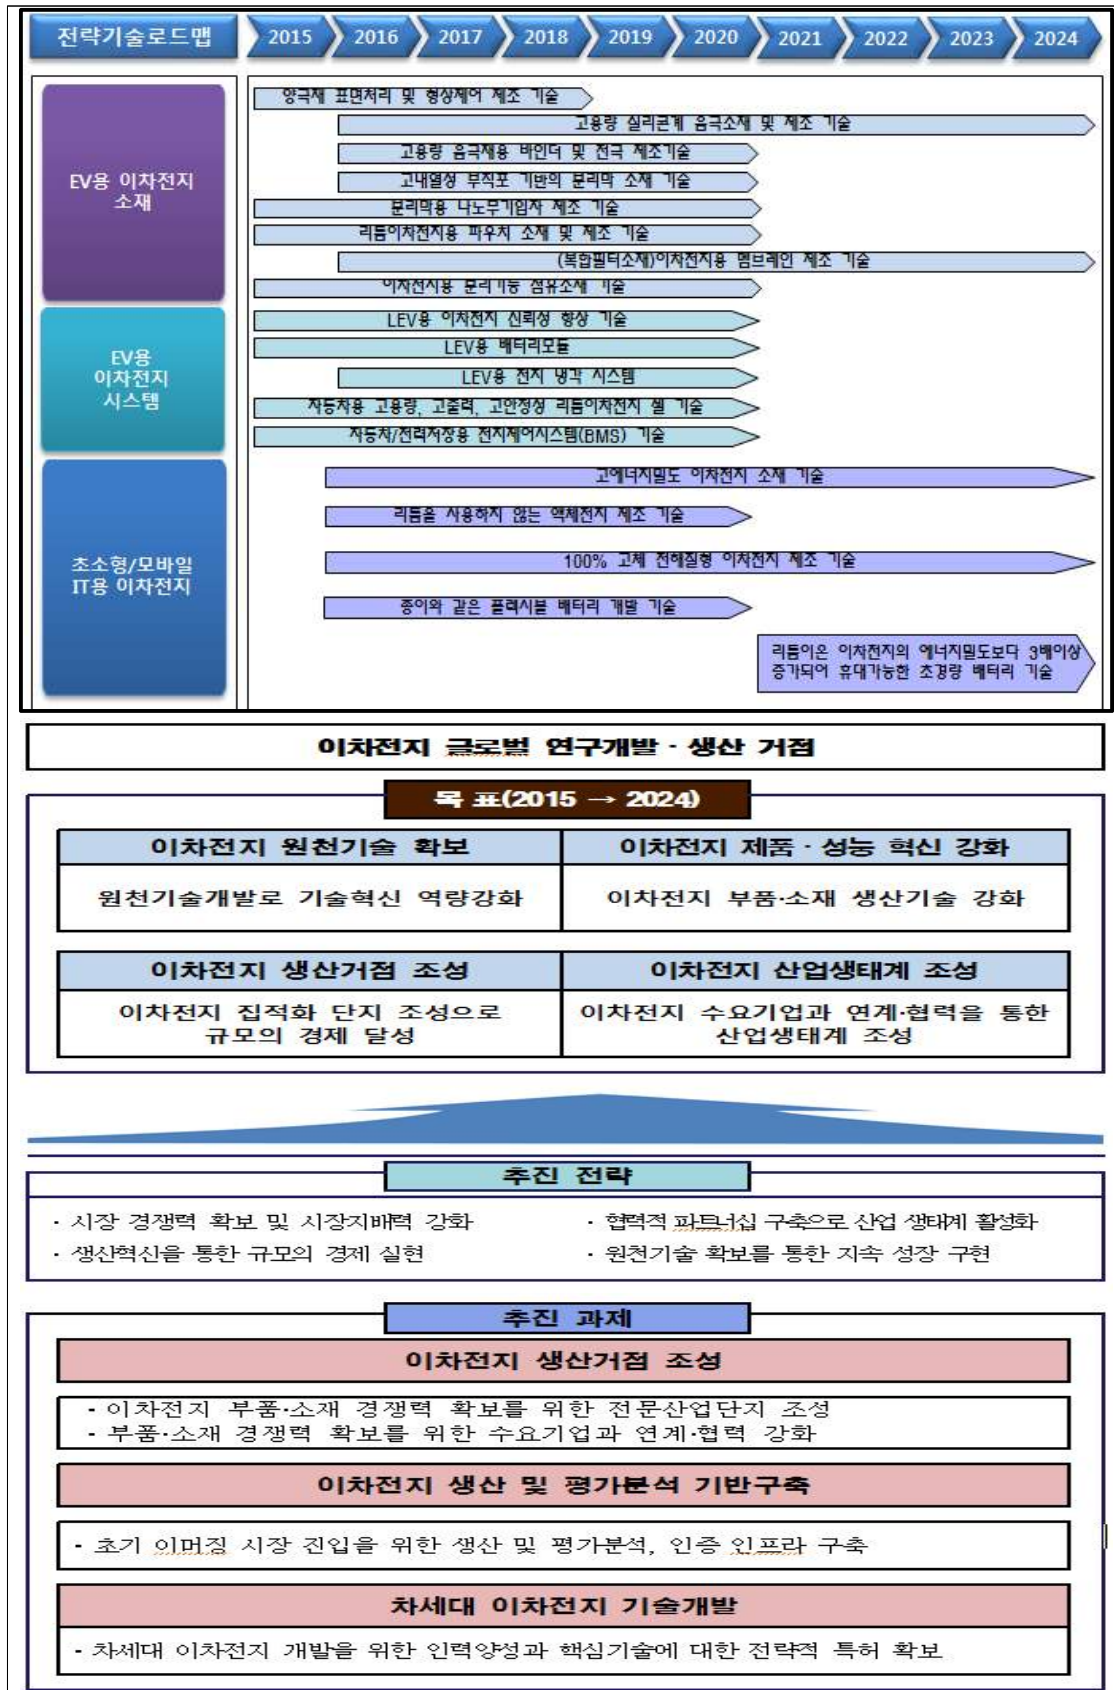 전략기술로드맵 2015 2016 2017 2018 2019 2020 2021 2022 2023 2024
EV용 이차전지
소재
양극재 표면처리 및 형상제어 제조 기술
고용량 실리콘계 음극소재 및 제조 기술
고용량 음극재용 바인더 및 전극 제조기술
고내열성 부직포 기반의 분리막 소재 기술
분리막용 나노무기입자 제조 기술
리튬이차전지용 파우치 소재 및 제조 기술
(복합필터소재)이차전지용 멤브레인 제조 기술
이차전지용 분리기능 섬유소재 기술
EV용
이차전지
시스템
LEV용 이차전지 신뢰성 향상 기술
LEV용 배터리모듈
LEV용 전지 냉각 시스템
자동차용 고용량, 고출력, 고안정성 리튬이차전지 셀 기술
자동차/전력저장용 전지제어시스템(BMS) 기술
초소형/모바일
IT용 이차전지
고에너지밀도 이차전지 소재 기술
리튬을 사용하지 않는 액체전지 제조 기술
100% 고체 전해질형 이차전지 제조 기술
종이와 같은 플렉시블 배터리 개발 기술
리튬이온 이차전지의 에너지밀도보다 3배이상
증가되어 휴대가능한 초경량 배터리 기술
이차전지 글로벌 연구개발 · 생산 거점
목 표(2015 → 2024)
이차전지 원천기술 확보
원천기술개발로 기술혁신 역량강화
이차전지 제품 · 성능 혁신 강화
이차전지 부품·소재 생산기술 강화
이차전지 생산거점 조성
이차전지 집적화 단지 조성으로
규모의 경제 달성
이차전지 산업생태계 조성
이차전지 수요기업과 연계·협력을 통한
산업생태계 조성
추진 전략
· 시장 경쟁력 확보 및 시장지배력 강화
· 생산혁신을 통한 규모의 경제 실현
· 협력적 파트너십 구축으로 산업 생태계 활성화
· 원천기술 확보를 통한 지속 성장 구현
추진 과제
이차전지 생산거점 조성
- 이차전지 부품·소재 경쟁력 확보를 위한 전문산업단지 조성
- 부품·소재 경쟁력 확보를 위한 수요기업과 연계·협력 강화
이차전지 생산 및 평가분석 기반구축
- 초기 이머징 시장 진입을 위한 생산 및 평가분석, 인증 인프라 구축
차세대 이차전지 기술개발
- 차세대 이차전지 개발을 위한 인력양성과 핵심기술에 대한 전략적 특허 확보